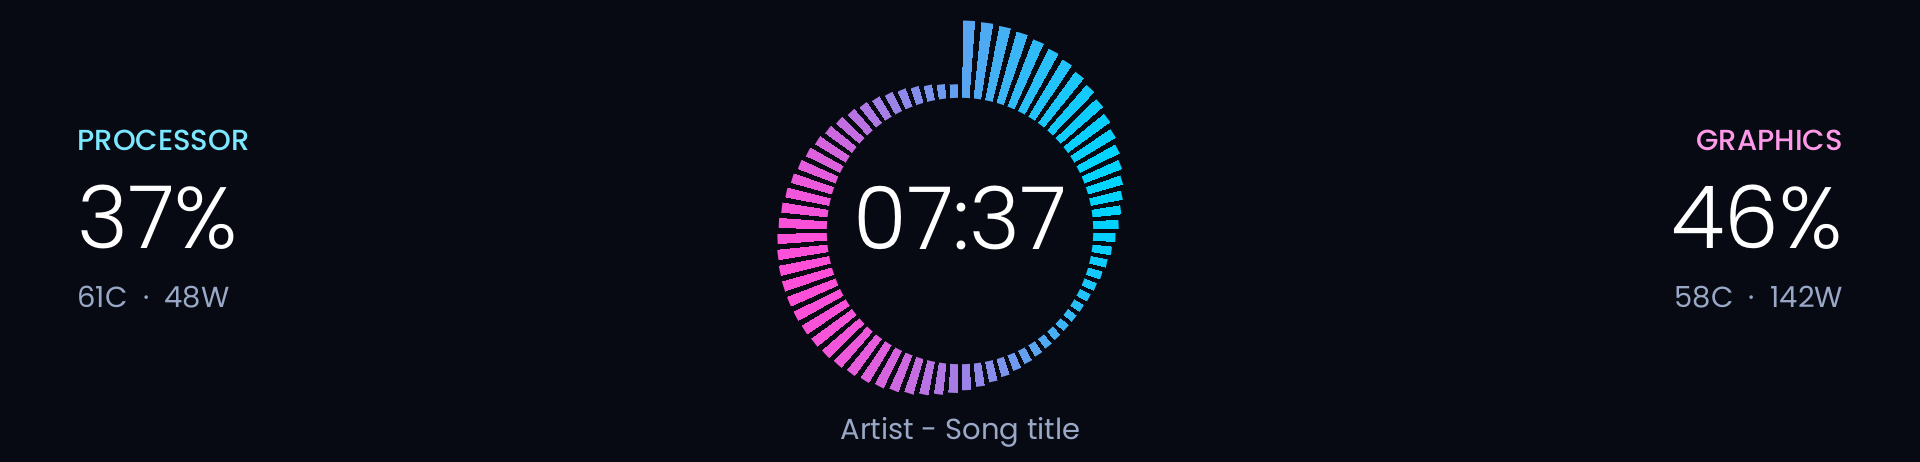 PROCESSOR
37%
61C · 48W
07:37
Artist - Song title
GRAPHICS
46%
58C · 142W